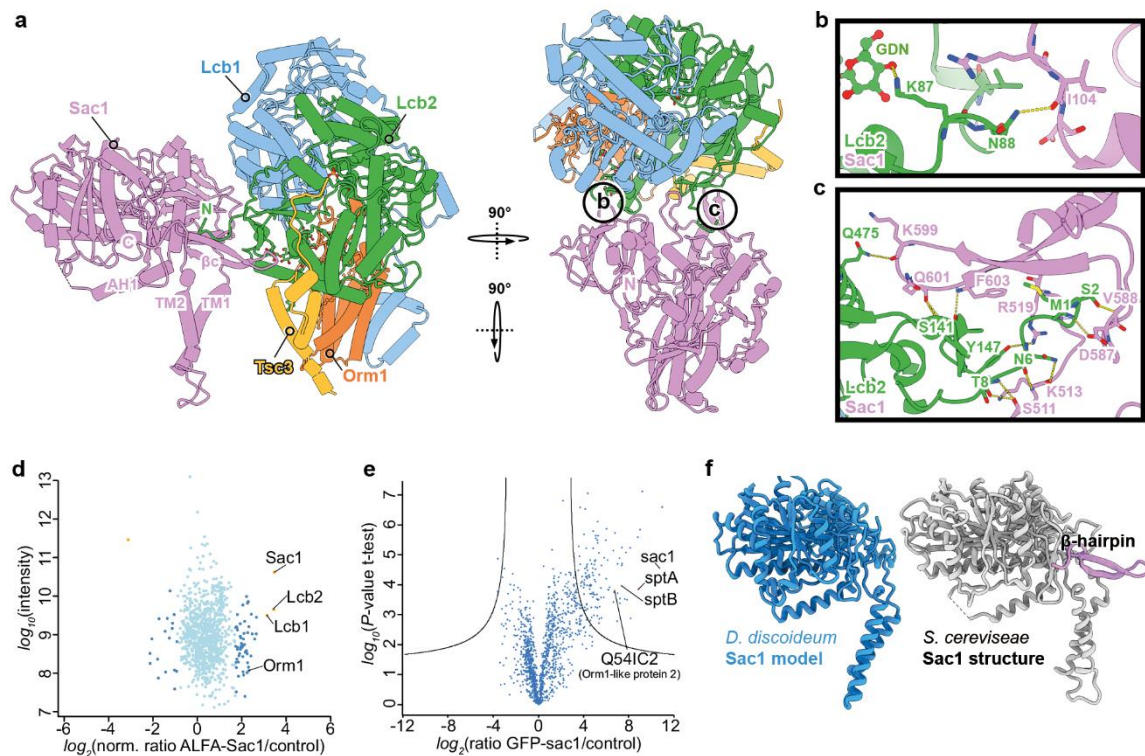 a
Sac1
Lcb1
Lcb2
N
C
βc
AH1
TM2
TM1
Tsc3
Orm1
90°
90°
b
c
N
b
GDN
K87
I104
N88
Lcb2
Sac1
c
Q475
K599
Q601
F603
R519
M1
S2
V588
S141
Y147
N6
D587
T8
K513
S511
Lcb2
Sac1
d
log10(intensity)
13
12
11
10
9
8
7
Sac1
Lcb2
Lcb1
Orm1
-6 -4 -2 0 2 4 6
log2(norm. ratio ALFA-Sac1/control)
e
log10(P-value t-test)
7
6
5
4
3
2
1
0
sac1
sptA
sptB
Q54IC2
(Orm1-like protein 2)
-12 -8 -4 0 4 8 12
log2(ratio GFP-sac1/control)
f
β-hairpin
D. discoideum
Sac1 model
S. cereviseae
Sac1 structure